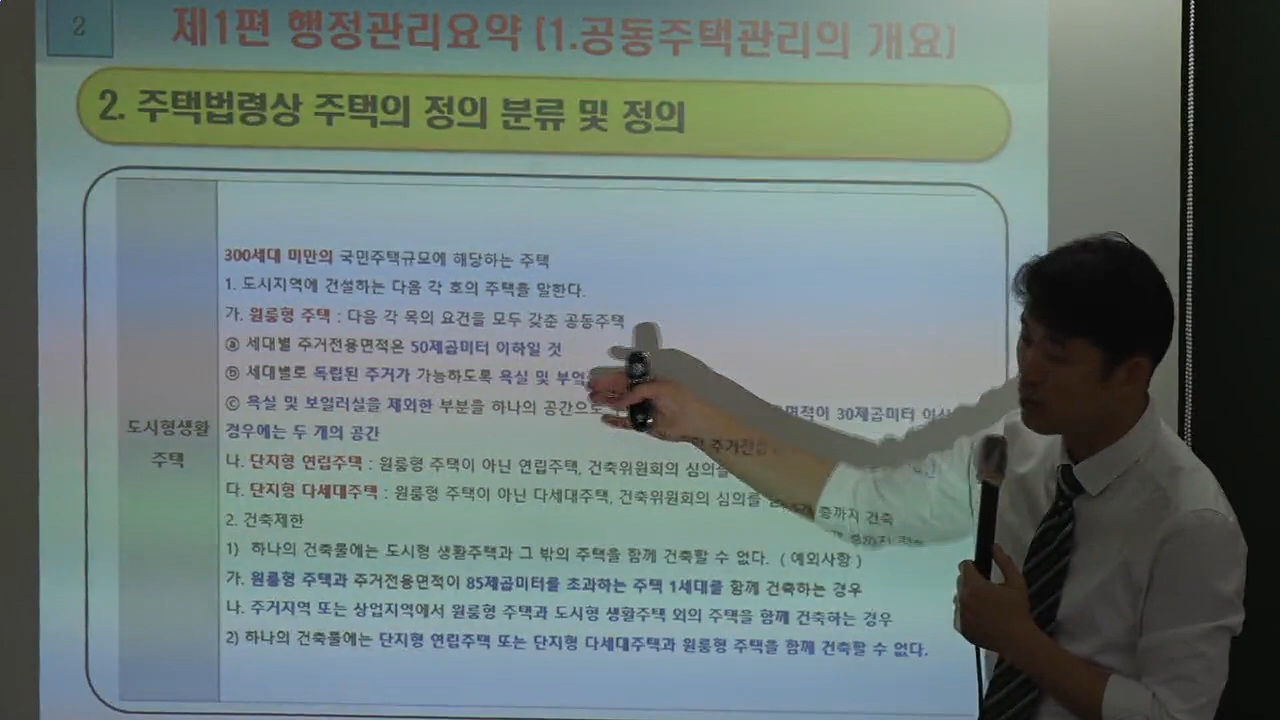 2
제1편 행정관리요약 [1.공동주택관리의 개요]
2. 주택법령상 주택의 정의 분류 및 정의
도시형생활
주택
300세대 미만의 국민주택규모에 해당하는 주택
1. 도시지역에 건설하는 다음 각 호의 주택을 말한다.
가. 원룸형 주택 : 다음 각 목의 요건을 모두 갖춘 공동주택
ⓐ 세대별 주거전용면적은 50제곱미터 이하일 것
ⓑ 세대별로 독립된 주거가 가능하도록 욕실 및 부엌
ⓒ 욕실 및 보일러실을 제외한 부분을 하나의 공간으로 면적이 30제곱미터 이상
경우에는 두 개의 공간
나. 단지형 연립주택 : 원룸형 주택이 아닌 연립주택, 건축위원회의 심의를
다. 단지형 다세대주택 : 원룸형 주택이 아닌 다세대주택, 건축위원회의 심의를 층까지 건축
2. 건축제한
1) 하나의 건축물에는 도시형 생활주택과 그 밖의 주택을 함께 건축할 수 없다. ( 예외사항 )
가. 원룸형 주택과 주거전용면적이 85제곱미터를 초과하는 주택 1세대를 함께 건축하는 경우
나. 주거지역 또는 상업지역에서 원룸형 주택과 도시형 생활주택 외의 주택을 함께 건축하는 경우
2) 하나의 건축물에는 단지형 연립주택 또는 단지형 다세대주택과 원룸형 주택을 함께 건축할 수 없다.